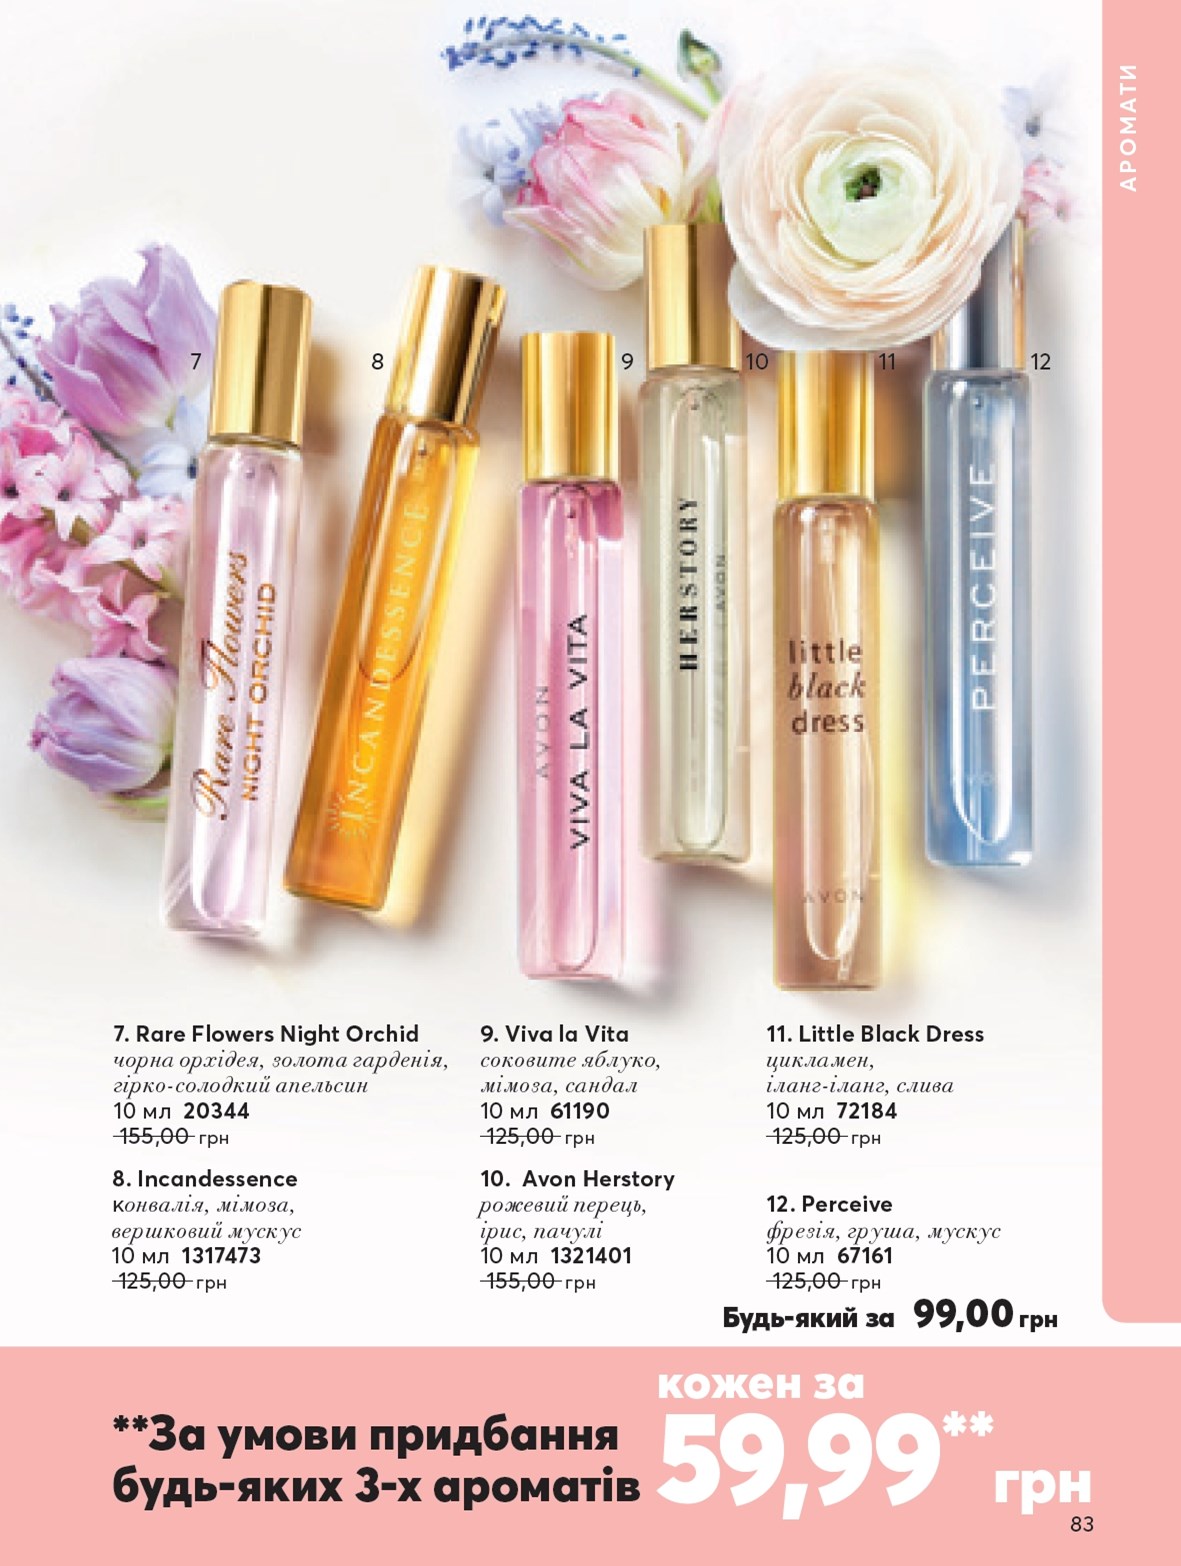 АРОМАТИ
7
8
9
10
11
12
Rare Flowers
NIGHT ORCHID
INCANDESSENCE
AVON
VIVA LA VITA
HERSTORY
AVON
little
black
dress
AVON
PERCEIVE
7. Rare Flowers Night Orchid
чорна орхідея, золота гарденія,
гірко-солодкий апельсин
10 мл 20344
155,00 грн
8. Incandessence
конвалія, мімоза,
вершковий мускус
10 мл 1317473
125,00 грн
9. Viva la Vita
соковите яблуко,
мімоза, сандал
10 мл 61190
125,00 грн
10. Avon Herstory
рожевий перець,
ірис, пачулі
10 мл 1321401
155,00 грн
11. Little Black Dress
цикламен,
іланг-іланг, слива
10 мл 72184
125,00 грн
12. Perceive
фрезія, груша, мускус
10 мл 67161
125,00 грн
Будь-який за 99,00 грн
**За умови придбання
будь-яких 3-х ароматів
кожен за
59,99** грн
83